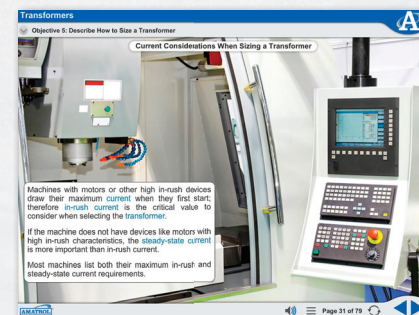 Transformers
Objective 5: Describe How to Size a Transformer
Current Considerations When Sizing a Transformer
Machines with motors or other high in-rush devices
draw their maximum current when they first start;
therefore in-rush current is the critical value to
consider when selecting the transformer.
If the machine does not have devices like motors with
high in-rush characteristics, the steady-state current
is more important than in-rush current.
Most machines list both their maximum in-rush and
steady-state current requirements.
AMATROL
Page 31 of 79